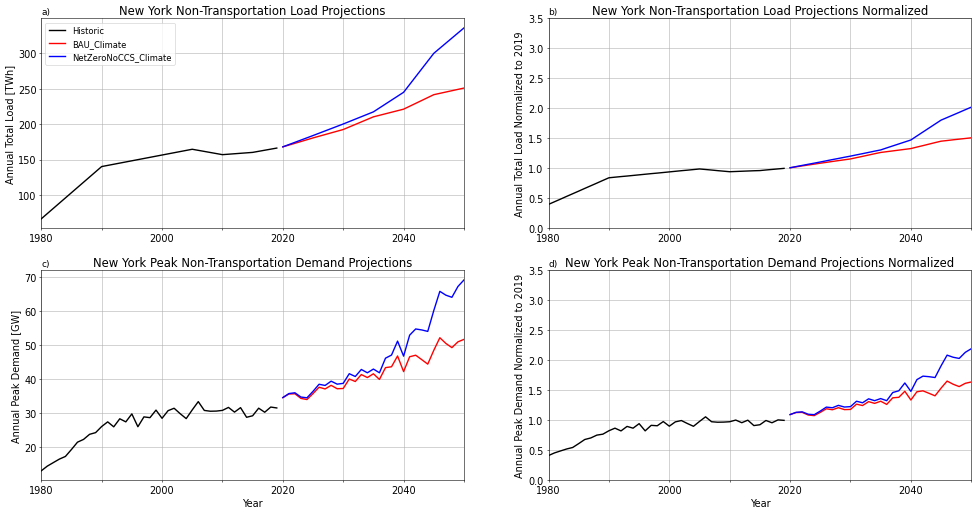 a)
New York Non-Transportation Load Projections
Historic
BAU_Climate
NetZeroNoCCS_Climate
Annual Total Load [TWh]
300
250
200
150
100
1980
2000
2020
2040
b)
New York Non-Transportation Load Projections Normalized
Annual Total Load Normalized to 2019
3.5
3.0
2.5
2.0
1.5
1.0
0.5
0.0
1980
2000
2020
2040
c)
New York Peak Non-Transportation Demand Projections
Annual Peak Demand [GW]
70
60
50
40
30
20
1980
2000
2020
2040
Year
d)
New York Peak Non-Transportation Demand Projections Normalized
Annual Peak Demand Normalized to 2019
3.5
3.0
2.5
2.0
1.5
1.0
0.5
0.0
1980
2000
2020
2040
Year